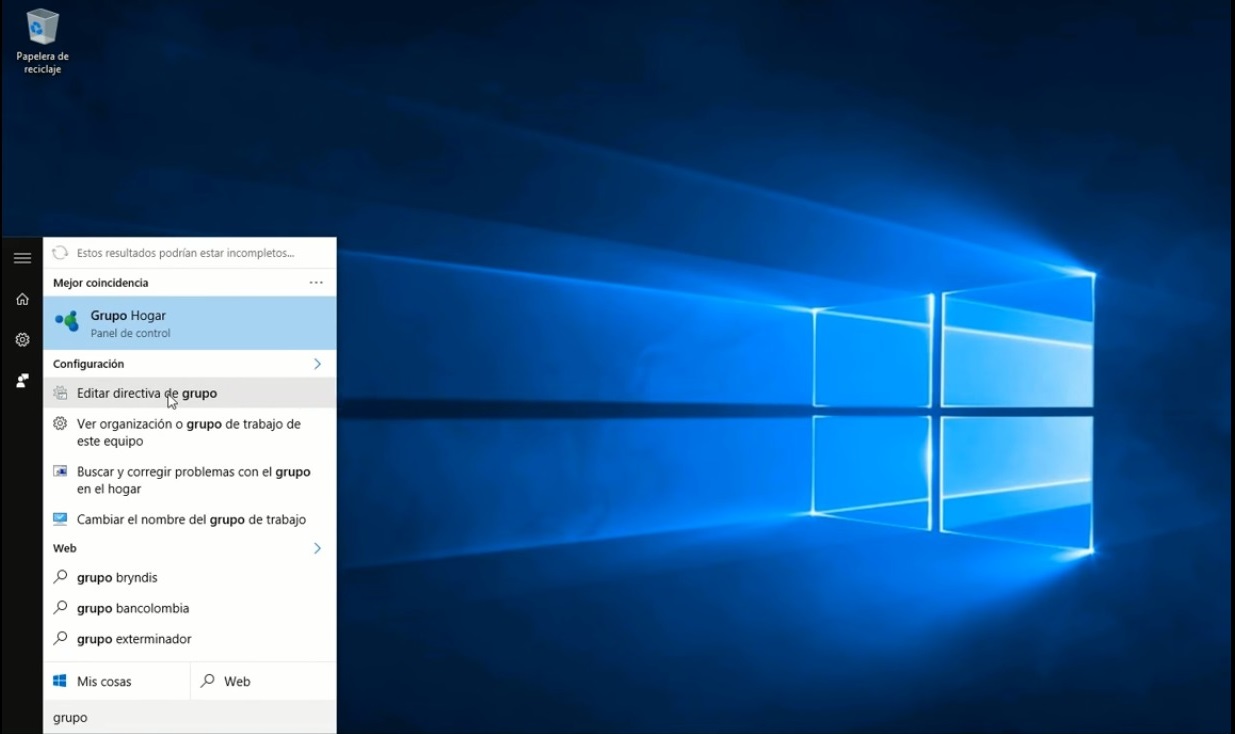 Papelera de
reciclaje
Estos resultados podrían estar incompletos...
Mejor coincidencia
Grupo Hogar
Panel de control
Configuración
Editar directiva de grupo
Ver organización o grupo de trabajo de
este equipo
Buscar y corregir problemas con el grupo
en el hogar
Cambiar el nombre del grupo de trabajo
Web
grupo bryndis
grupo bancolombia
grupo exterminador
Mis cosas
Web
grupo